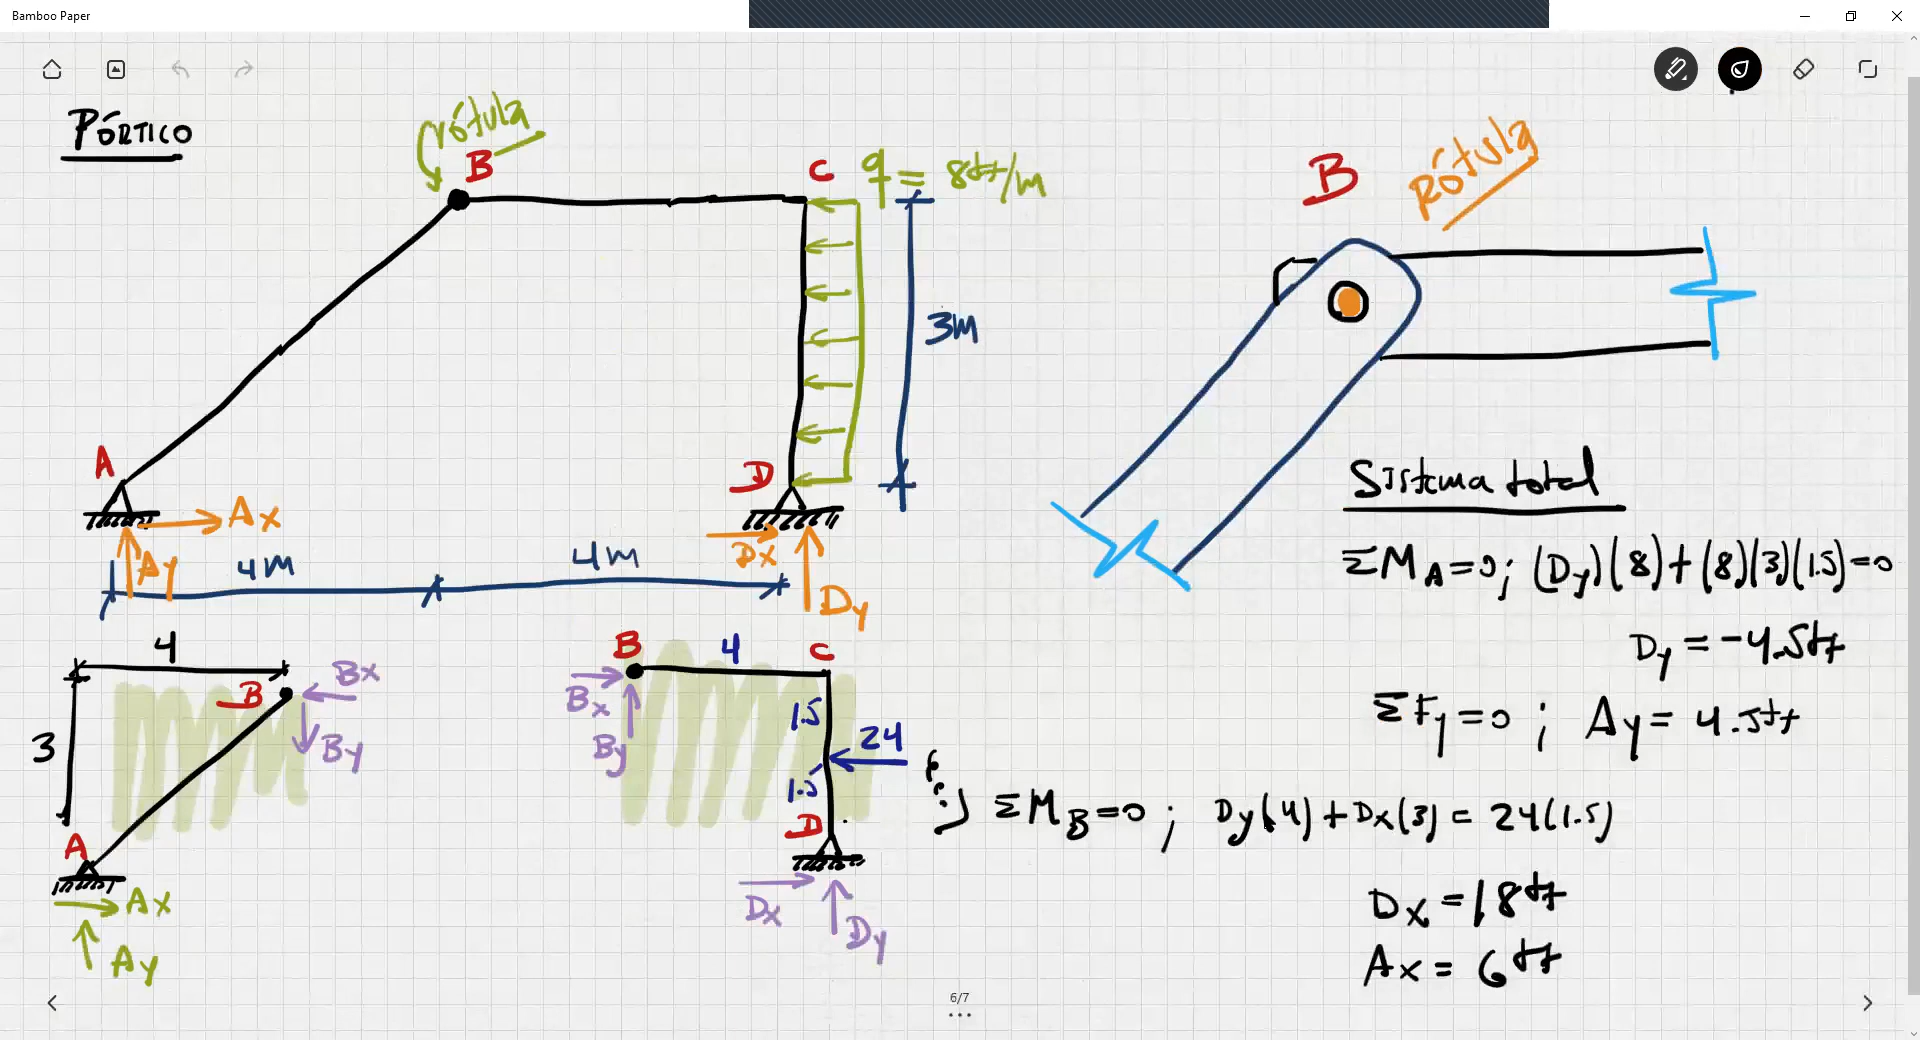 Bamboo Paper
PÓRTICO
rótula
B
C
q = 8tf/m
3m
A
D
Ax
Ay
Dx
Dy
4m
4m
B
RÓTULA
Sistema total
ΣM A=0; (Dy)(8)+(8)(3)(1.5)=0
Dy = -4.5tf
ΣFy=0 ; Ay= 4.5tf
4
3
B
Bx
By
A
Ax
Ay
B
4
C
Bx
By
1.5
24
1.5
D
Dx
Dy
ΣM B=0 ; Dy(4)+Dx(3) = 24(1.5)
Dx =18tf
Ax = 6tf
6/7